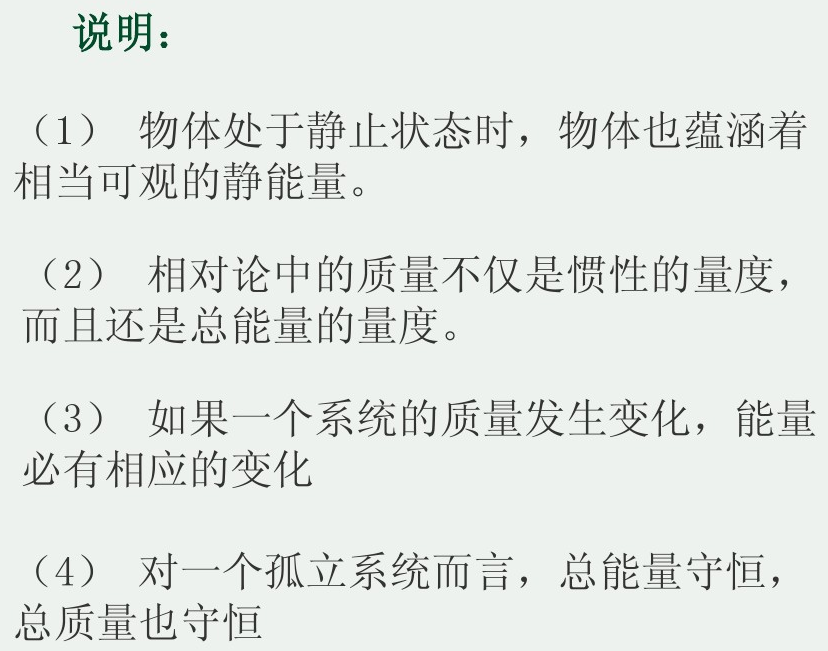 说明：
（1） 物体处于静止状态时，物体也蕴涵着
相当可观的静能量。
（2） 相对论中的质量不仅是惯性的量度，
而且还是总能量的量度。
（3） 如果一个系统的质量发生变化，能量
必有相应的变化
（4） 对一个孤立系统而言，总能量守恒，
总质量也守恒